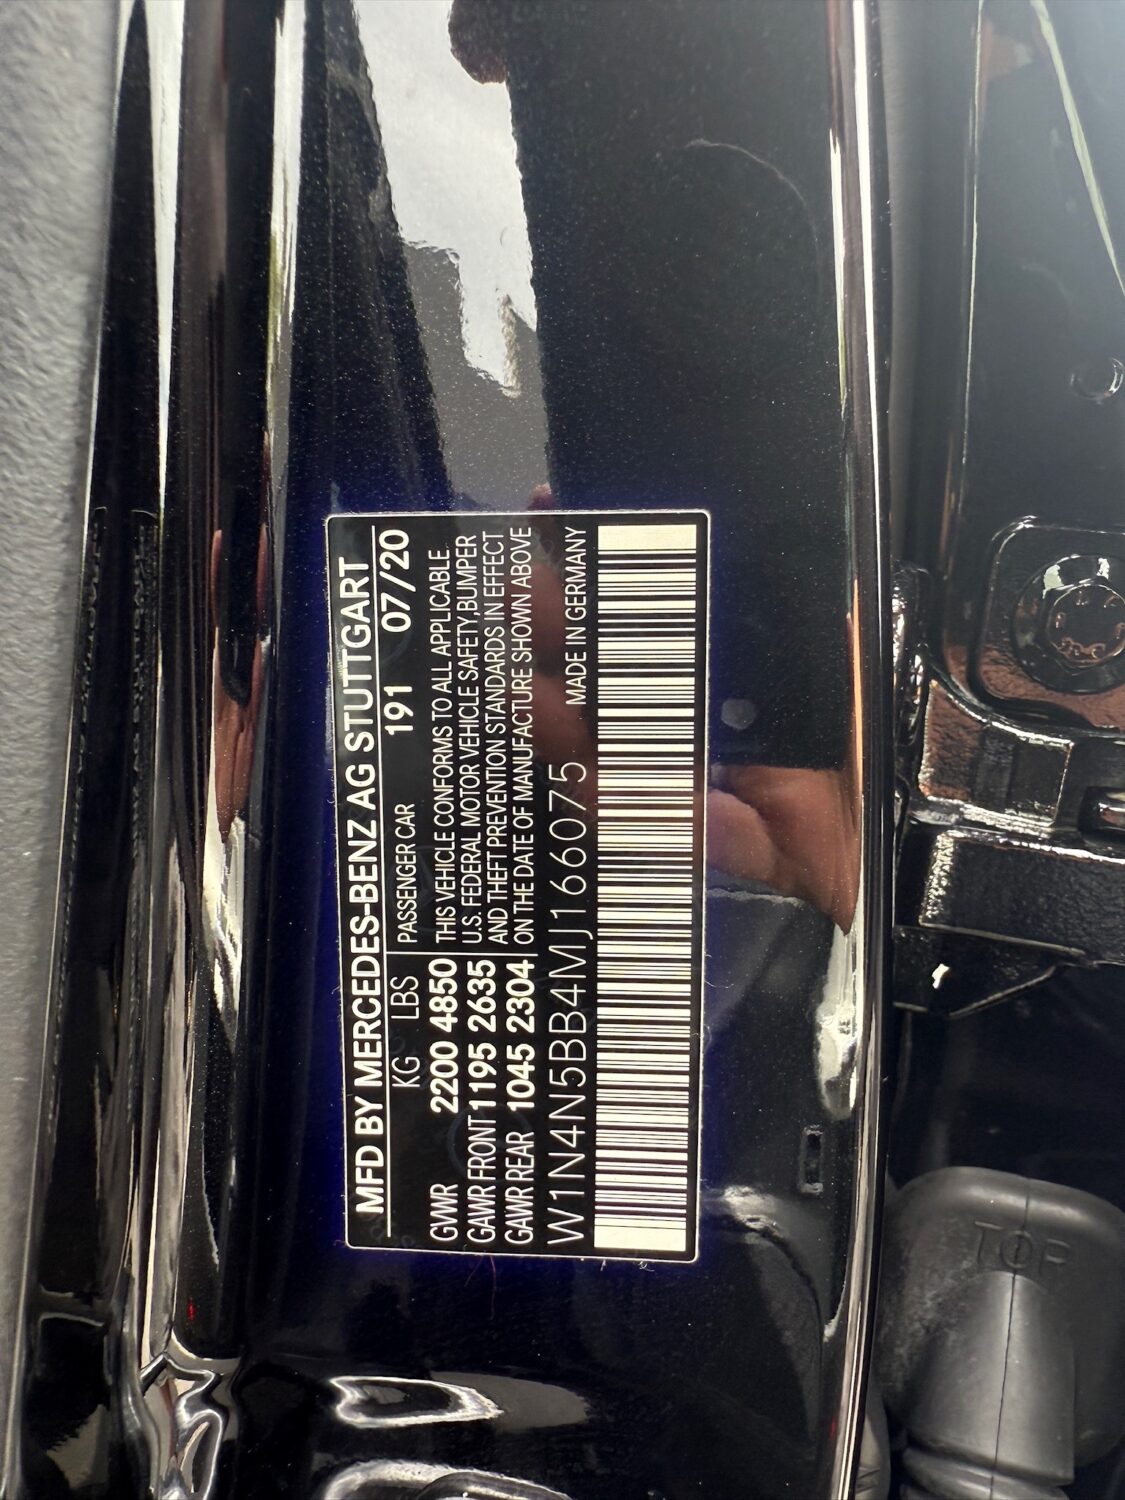 MFD BY MERCEDES-BENZ AG STUTTGART
KG LBS PASSENGER CAR 191 07/20
GWWR 2200 4850 THIS VEHICLE CONFORMS TO ALL APPLICABLE
GAWR FRONT 1195 2635 U.S. FEDERAL MOTOR VEHICLE SAFETY,BUMPER
GAWR REAR 1045 2304 AND THEFT PREVENTION STANDARDS IN EFFECT
ON THE DATE OF MANUFACTURE SHOWN ABOVE
W1N4N5BB4MJ166075 MADE IN GERMANY
TOP